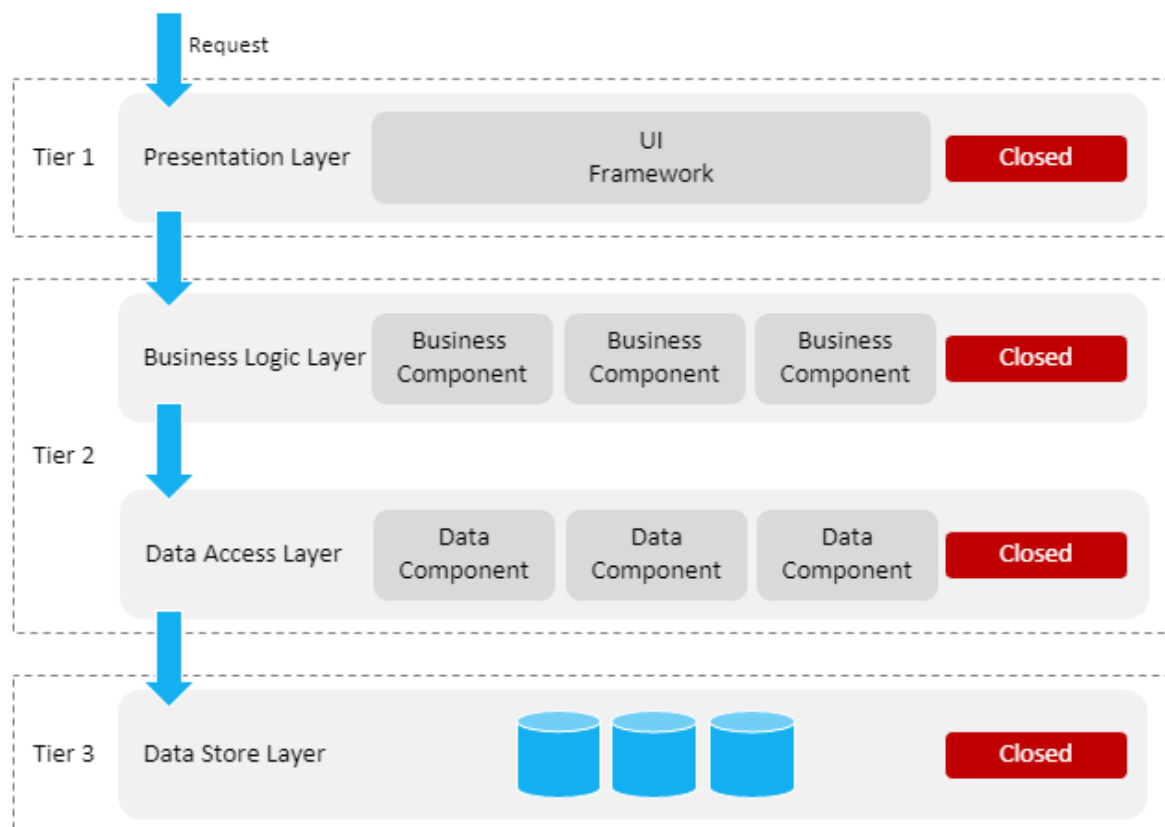 Request
Tier 1
Presentation Layer
UI
Framework
Closed
Business Logic Layer
Business
Component
Business
Component
Business
Component
Closed
Tier 2
Data Access Layer
Data
Component
Data
Component
Data
Component
Closed
Tier 3
Data Store Layer
Closed